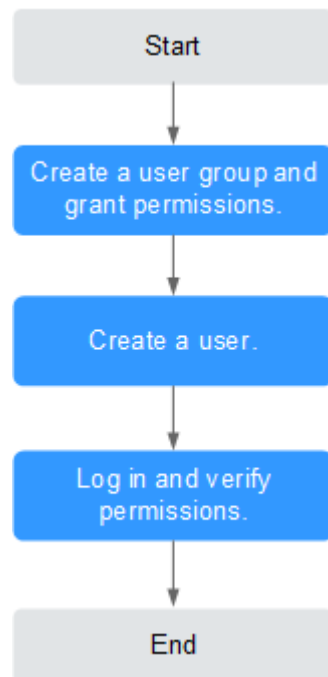 Start
Create a user group and
grant permissions.
Create a user.
Log in and verify
permissions.
End